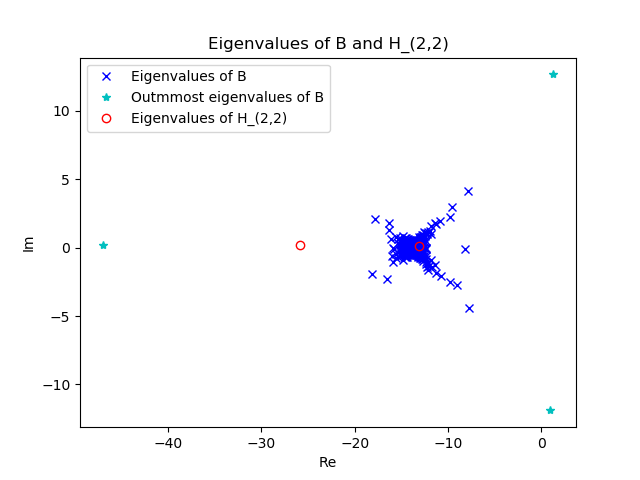 Eigenvalues of B and H_(2,2)
Eigenvalues of B
Outmmost eigenvalues of B
Eigenvalues of H_(2,2)
Im
10
5
0
−5
−10
−40
−30
−20
−10
0
Re